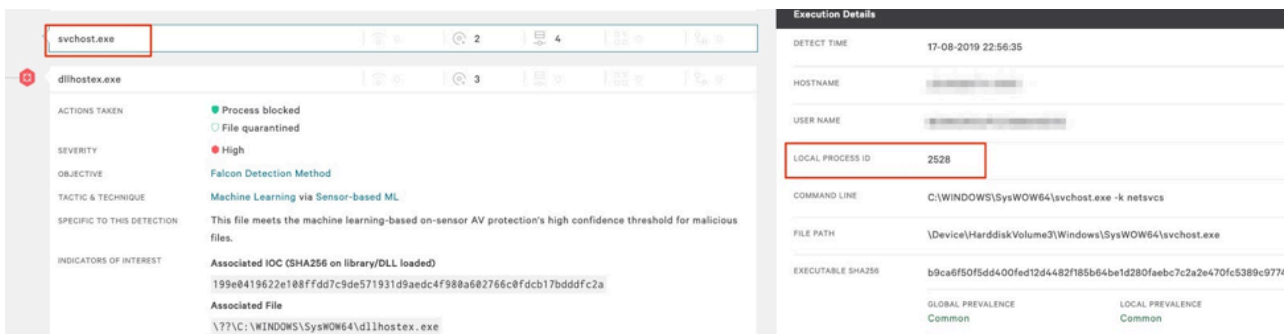 svchost.exe
2
4
dllhostex.exe
3
ACTIONS TAKEN
Process blocked
File quarantined
SEVERITY
High
OBJECTIVE
Falcon Detection Method
TACTIC & TECHNIQUE
Machine Learning via Sensor-based ML
SPECIFIC TO THIS DETECTION
This file meets the machine learning-based on-sensor AV protection's high confidence threshold for malicious
files.
INDICATORS OF INTEREST
Associated IOC (SHA256 on library/DLL loaded)
199e0419622e108ffdd7c9de571931d9aedc4f980a602766c0fdcb17bdddfc2a
Associated File
\??\C:\WINDOWS\SysWOW64\dllhostex.exe
Execution Details
DETECT TIME
17-08-2019 22:56:35
HOSTNAME
USER NAME
LOCAL PROCESS ID
2528
COMMAND LINE
C:\WINDOWS\SysWOW64\svchost.exe -k netsvcs
FILE PATH
\Device\HarddiskVolume3\Windows\SysWOW64\svchost.exe
EXECUTABLE SHA256
b9ca6f50f5dd400fed12d4482f185b64be1d280faebc7c2a2e470fc5389c9774
GLOBAL PREVALENCE
Common
LOCAL PREVALENCE
Common